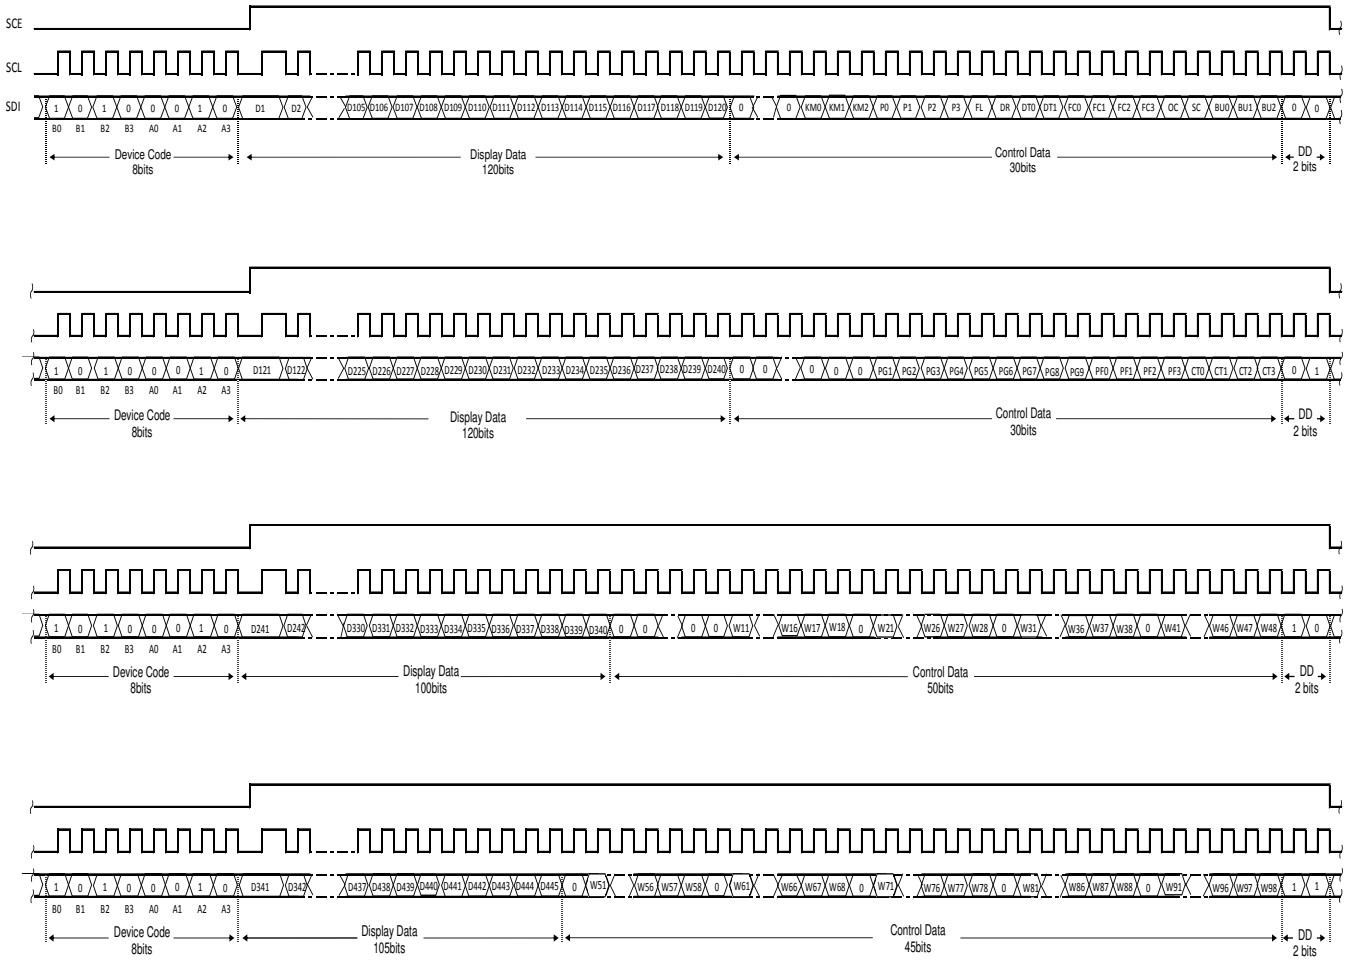 SCE
SCL
SDI 1 0 1 0 0 0 1 0 D1 D2 D105 D106 D107 D108 D109 D110 D111 D112 D113 D114 D115 D116 D117 D118 D119 D120 0 0 KM0 KM1 KM2 P0 P1 P2 P3 FL DR DT0 DT1 FC0 FC1 FC2 FC3 OC SC BU0 BU1 BU2 0 0
B0 B1 B2 B3 A0 A1 A2 A3
Device Code Display Data Control Data DD
8bits 120bits 30bits 2 bits
1 0 1 0 0 0 1 0 D121 D122 D225 D226 D227 D228 D229 D230 D231 D232 D233 D234 D235 D236 D237 D238 D239 D240 0 0 0 0 0 PG1 PG2 PG3 PG4 PG5 PG6 PG7 PG8 PG9 PF0 PF1 PF2 PF3 CT0 CT1 CT2 CT3 0 1
B0 B1 B2 B3 A0 A1 A2 A3
Device Code Display Data Control Data DD
8bits 120bits 30bits 2 bits
1 0 1 0 0 0 1 0 D241 D242 D330 D331 D332 D333 D334 D335 D336 D337 D338 D339 D340 0 0 0 0 W11 W16 W17 W18 0 W21 W26 W27 W28 0 W31 W36 W37 W38 0 W41 W46 W47 W48 1 0
B0 B1 B2 B3 A0 A1 A2 A3
Device Code Display Data Control Data DD
8bits 100bits 50bits 2 bits
1 0 1 0 0 0 1 0 D341 D342 D437 D438 D439 D440 D441 D442 D443 D444 D445 0 W51 W56 W57 W58 0 W61 W66 W67 W68 0 W71 W76 W77 W78 0 W81 W86 W87 W88 0 W91 W96 W97 W98 1 1
B0 B1 B2 B3 A0 A1 A2 A3
Device Code Display Data Control Data DD
8bits 105bits 45bits 2 bits